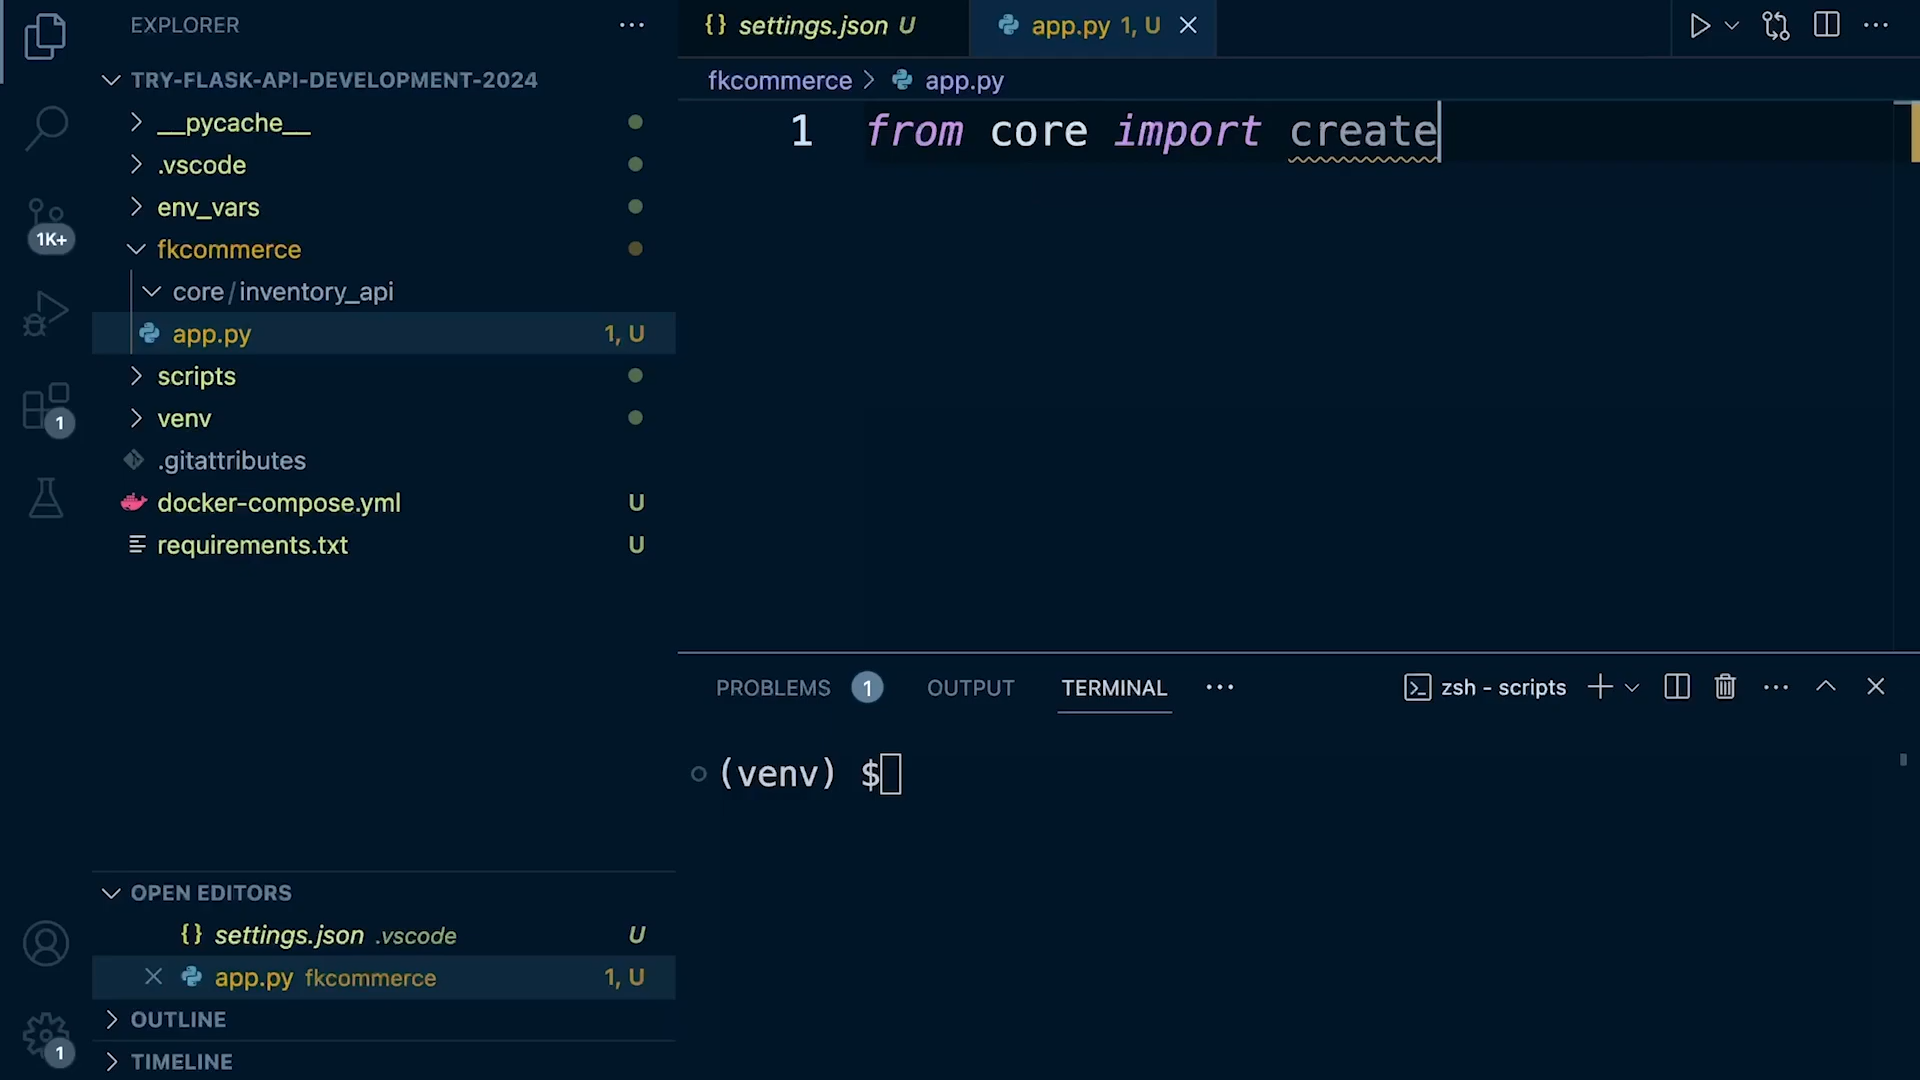 EXPLORER
TRY-FLASK-API-DEVELOPMENT-2024
__pycache__
.vscode
env_vars
1K+
fkcommerce
core/inventory_api
app.py 1, U
scripts
venv
1
.gitattributes
docker-compose.yml U
requirements.txt U
OPEN EDITORS
{} settings.json .vscode U
app.py fkcommerce 1, U
OUTLINE
1
TIMELINE
{} settings.json U
app.py 1, U
fkcommerce > app.py
1 from core import create
PROBLEMS 1 OUTPUT TERMINAL
zsh - scripts
(venv) $